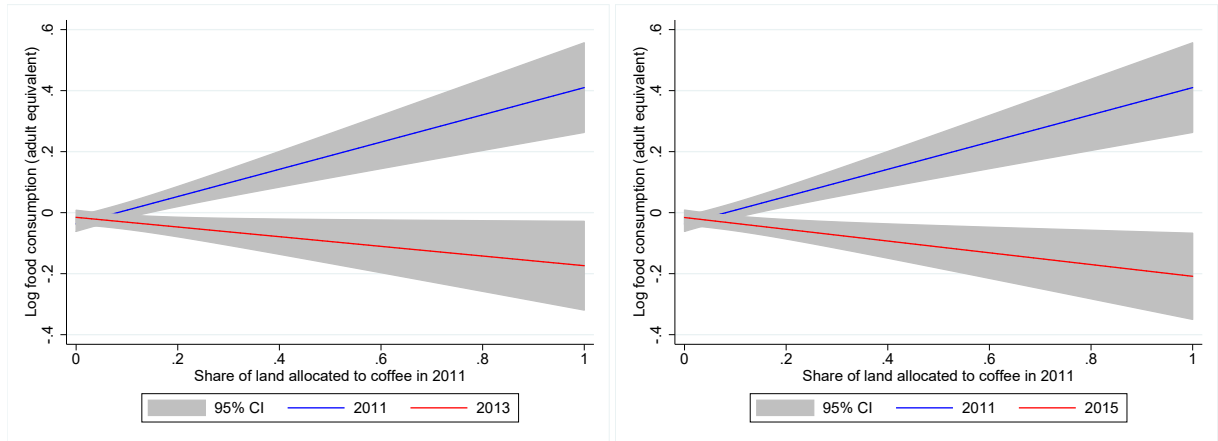 Log food consumption (adult equivalent)
.6
.4
.2
0
-.2
-.4
0 .2 .4 .6 .8 1
Share of land allocated to coffee in 2011
95% CI 2011 2013
Log food consumption (adult equivalent)
.6
.4
.2
0
-.2
-.4
0 .2 .4 .6 .8 1
Share of land allocated to coffee in 2011
95% CI 2011 2015